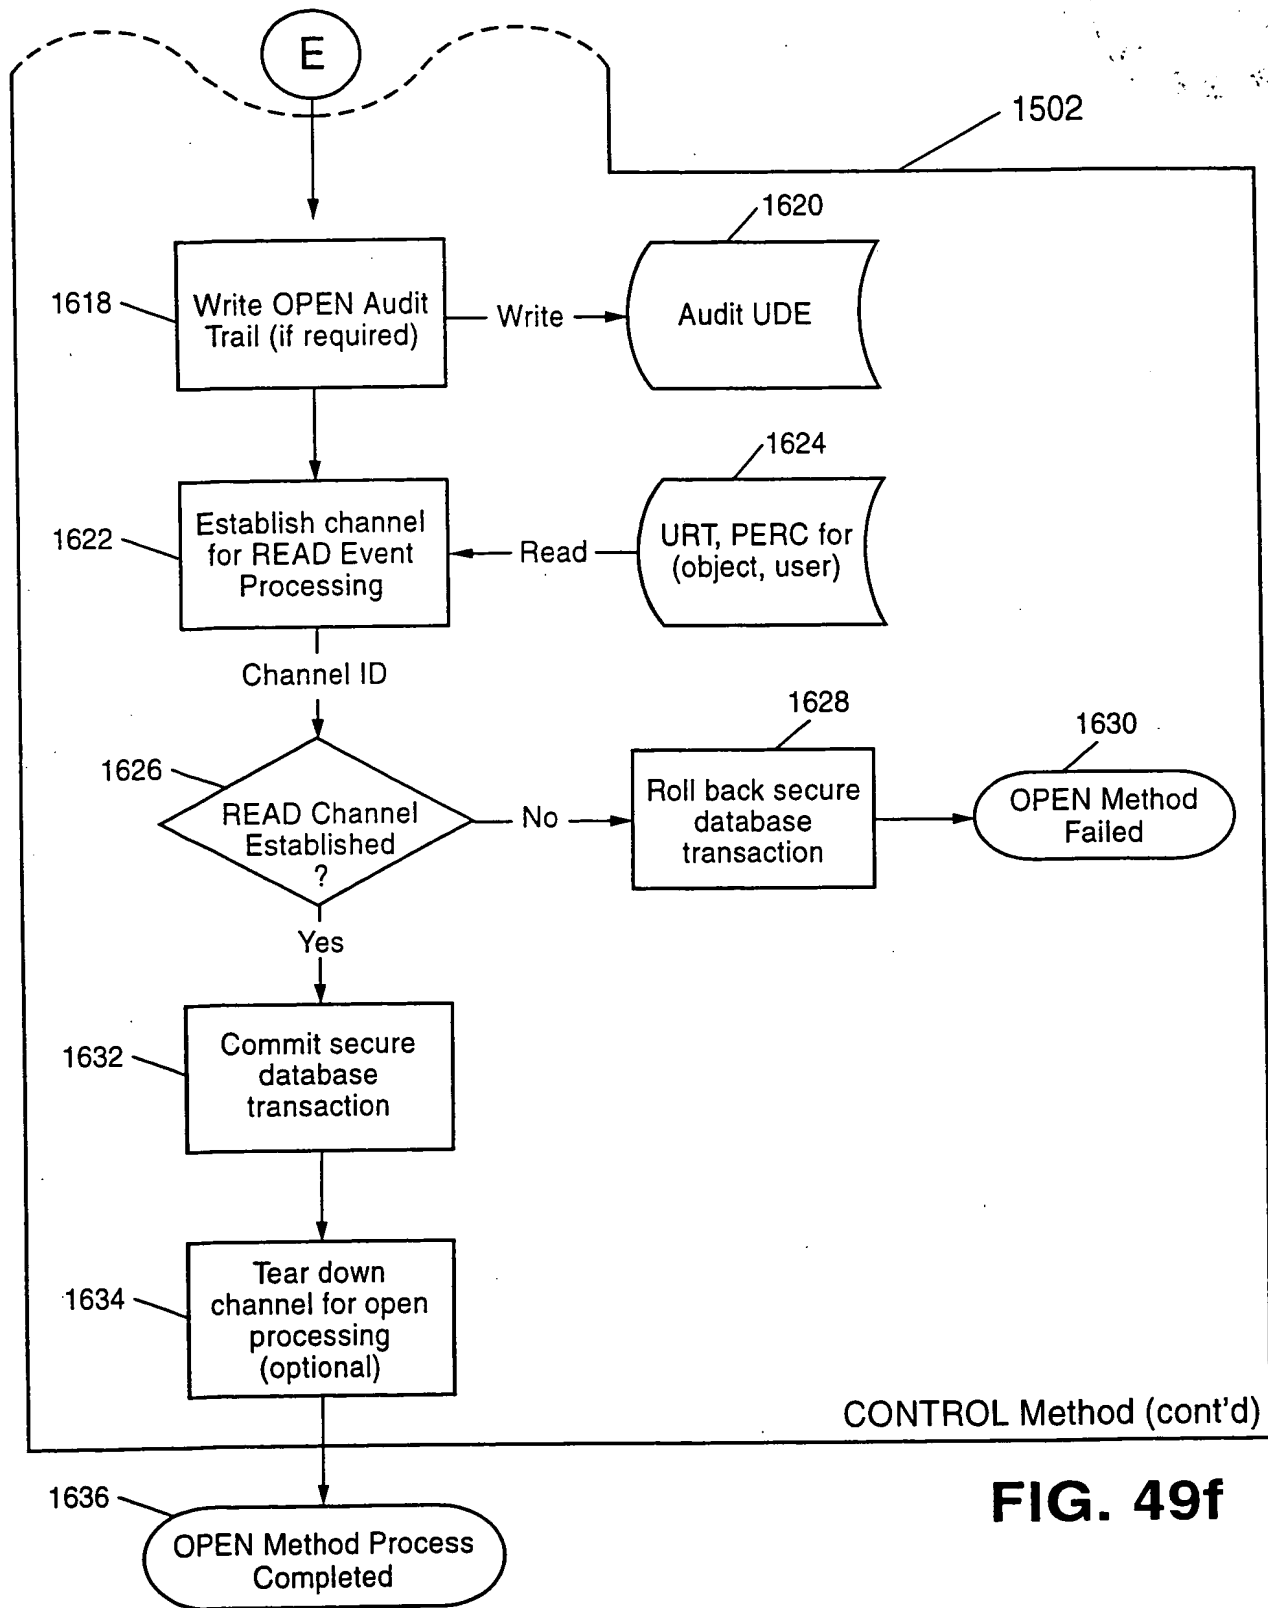 E
1502
1620
1618
Write OPEN Audit
Trail (if required)
Write
Audit UDE
1624
1622
Establish channel
for READ Event
Processing
Read
URT, PERC for
(object, user)
Channel ID
1628
1630
1626
READ Channel
Established
?
No
Roll back secure
database
transaction
OPEN Method
Failed
Yes
1632
Commit secure
database
transaction
1634
Tear down
channel for open
processing
(optional)
CONTROL Method (cont'd)
1636
OPEN Method Process
Completed
FIG. 49f